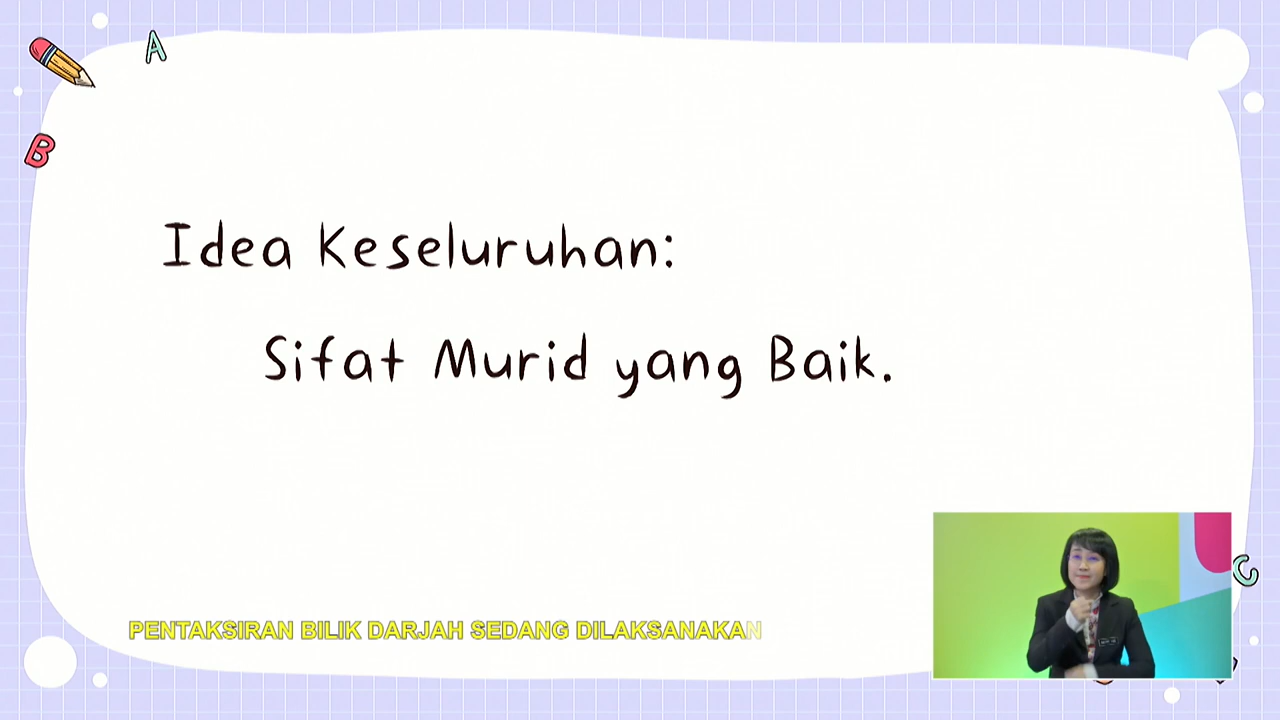 A
B
Idea Keseluruhan:
Sifat Murid yang Baik.
C
PENTAKSIRAN BILIK DARJAH SEDANG DILAKSANAKAN